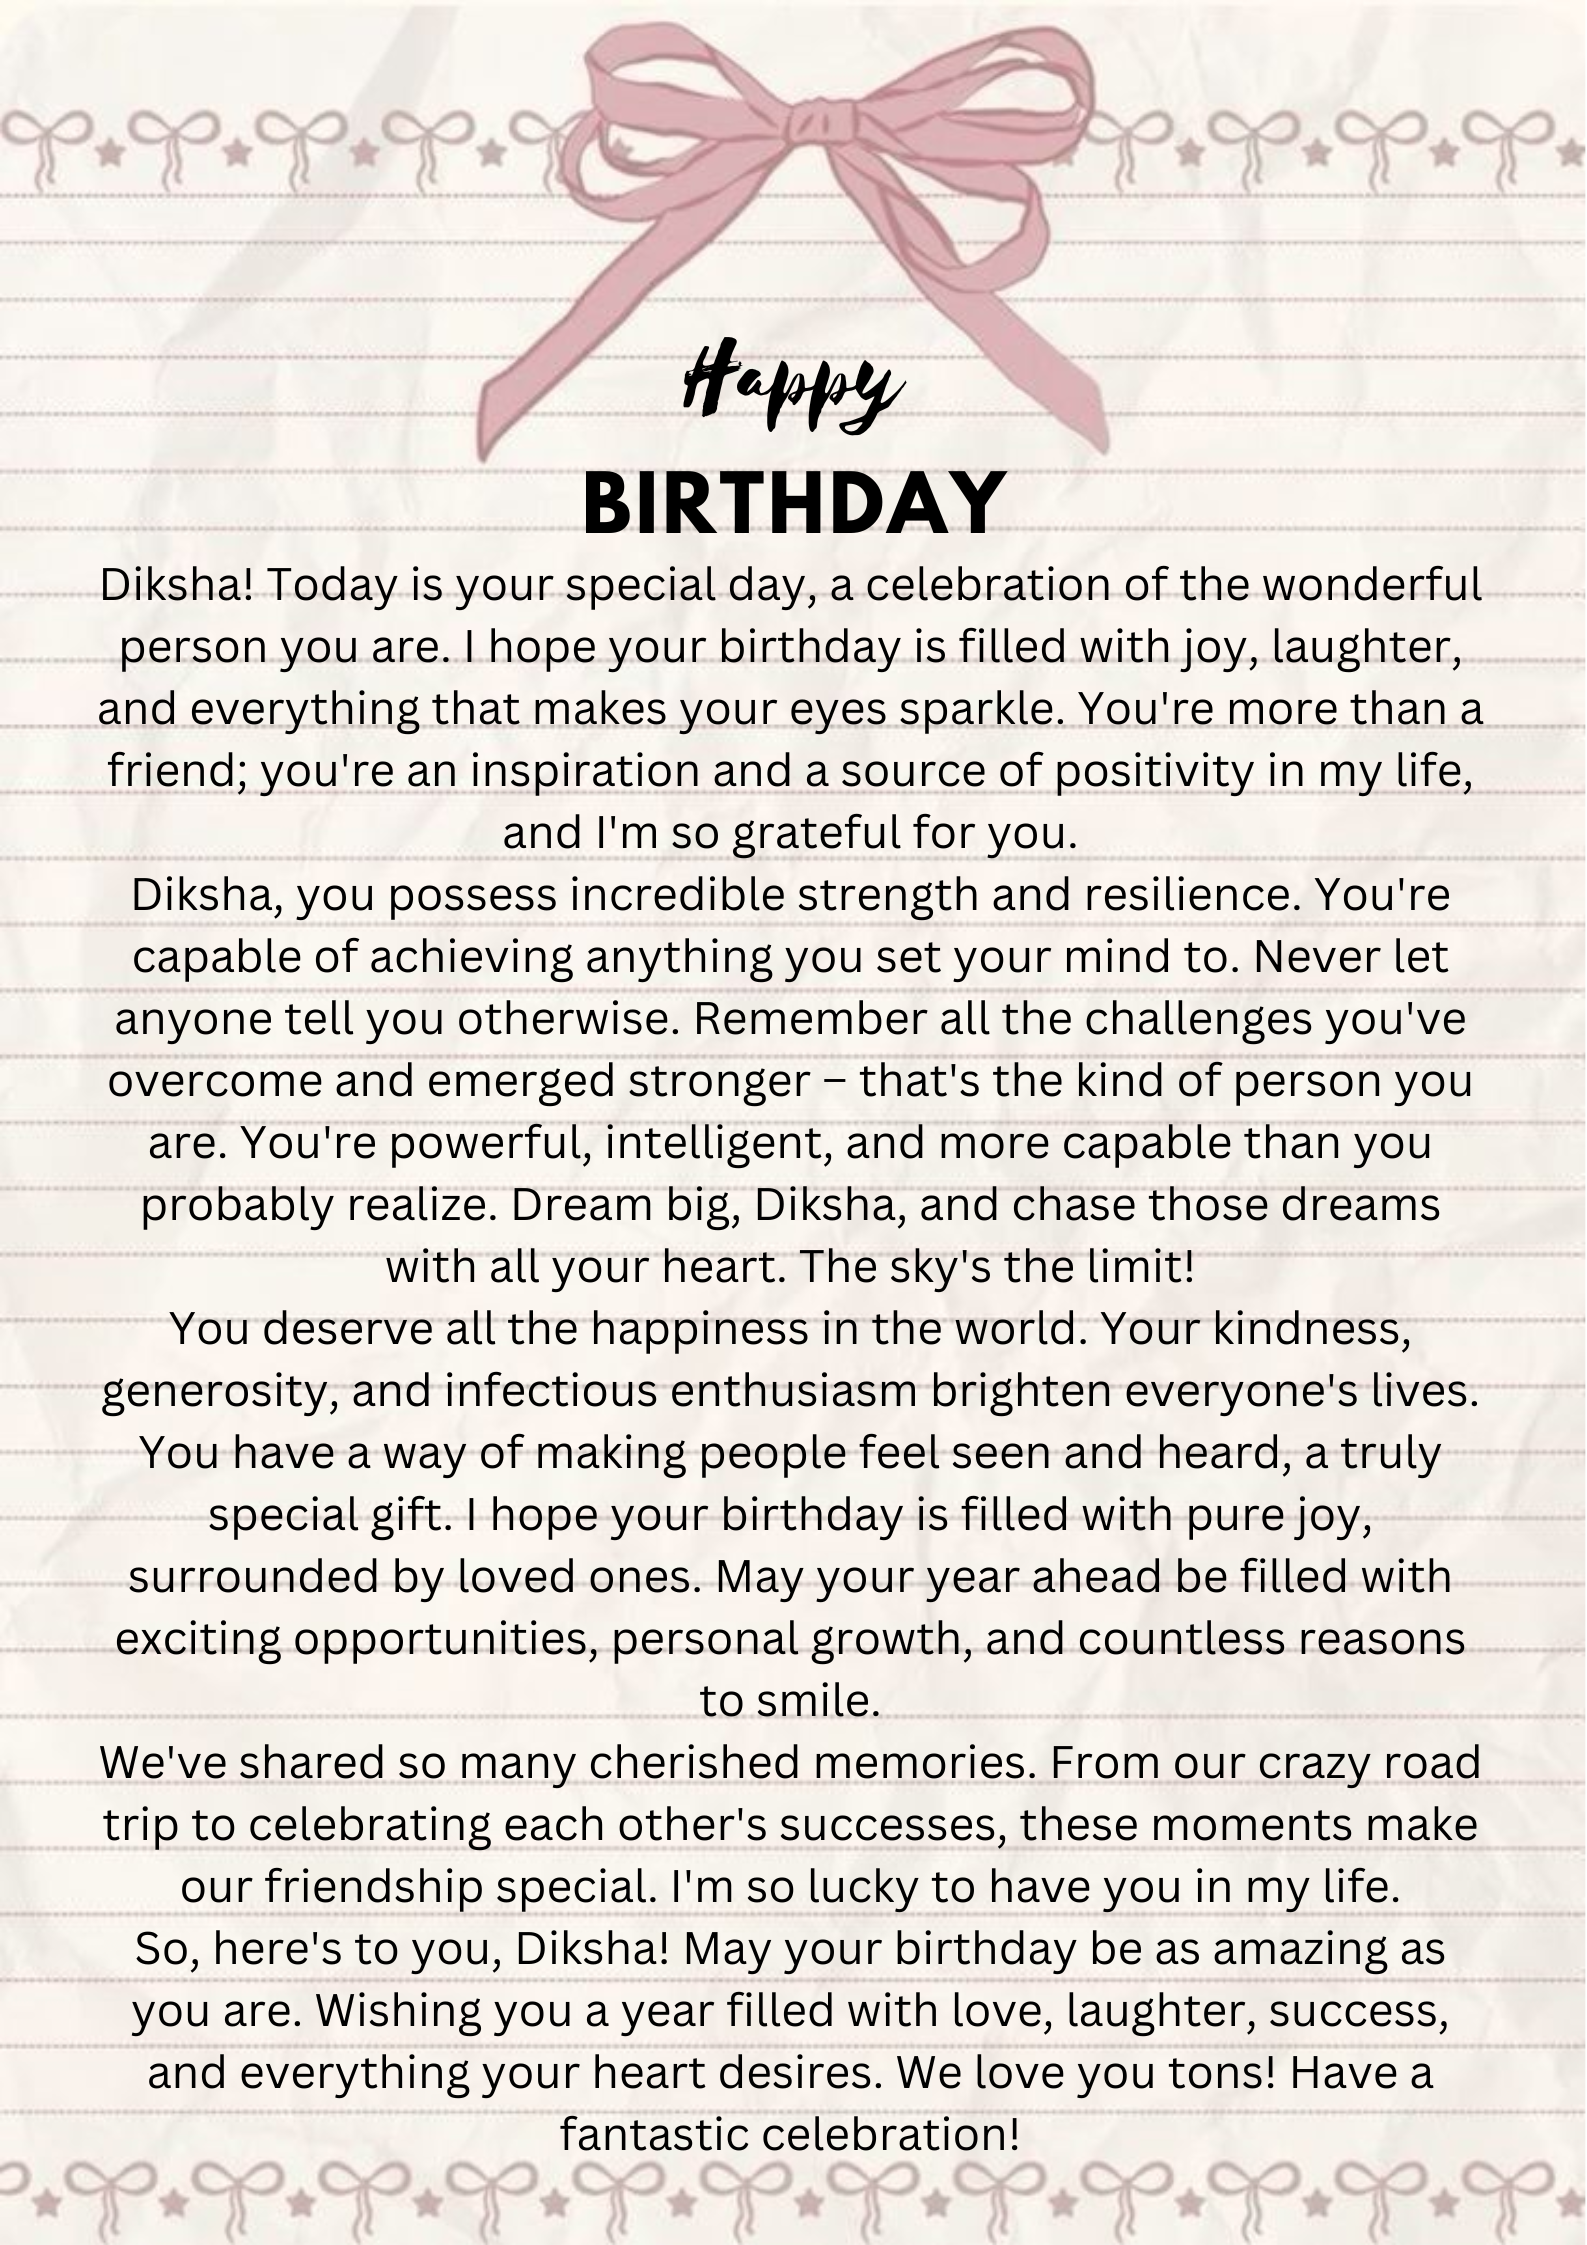 Happy
BIRTHDAY
Diksha! Today is your special day, a celebration of the wonderful
person you are. I hope your birthday is filled with joy, laughter,
and everything that makes your eyes sparkle. You're more than a
friend; you're an inspiration and a source of positivity in my life,
and I'm so grateful for you.
Diksha, you possess incredible strength and resilience. You're
capable of achieving anything you set your mind to. Never let
anyone tell you otherwise. Remember all the challenges you've
overcome and emerged stronger – that's the kind of person you
are. You're powerful, intelligent, and more capable than you
probably realize. Dream big, Diksha, and chase those dreams
with all your heart. The sky's the limit!
You deserve all the happiness in the world. Your kindness,
generosity, and infectious enthusiasm brighten everyone's lives.
You have a way of making people feel seen and heard, a truly
special gift. I hope your birthday is filled with pure joy,
surrounded by loved ones. May your year ahead be filled with
exciting opportunities, personal growth, and countless reasons
to smile.
We've shared so many cherished memories. From our crazy road
trip to celebrating each other's successes, these moments make
our friendship special. I'm so lucky to have you in my life.
So, here's to you, Diksha! May your birthday be as amazing as
you are. Wishing you a year filled with love, laughter, success,
and everything your heart desires. We love you tons! Have a
fantastic celebration!